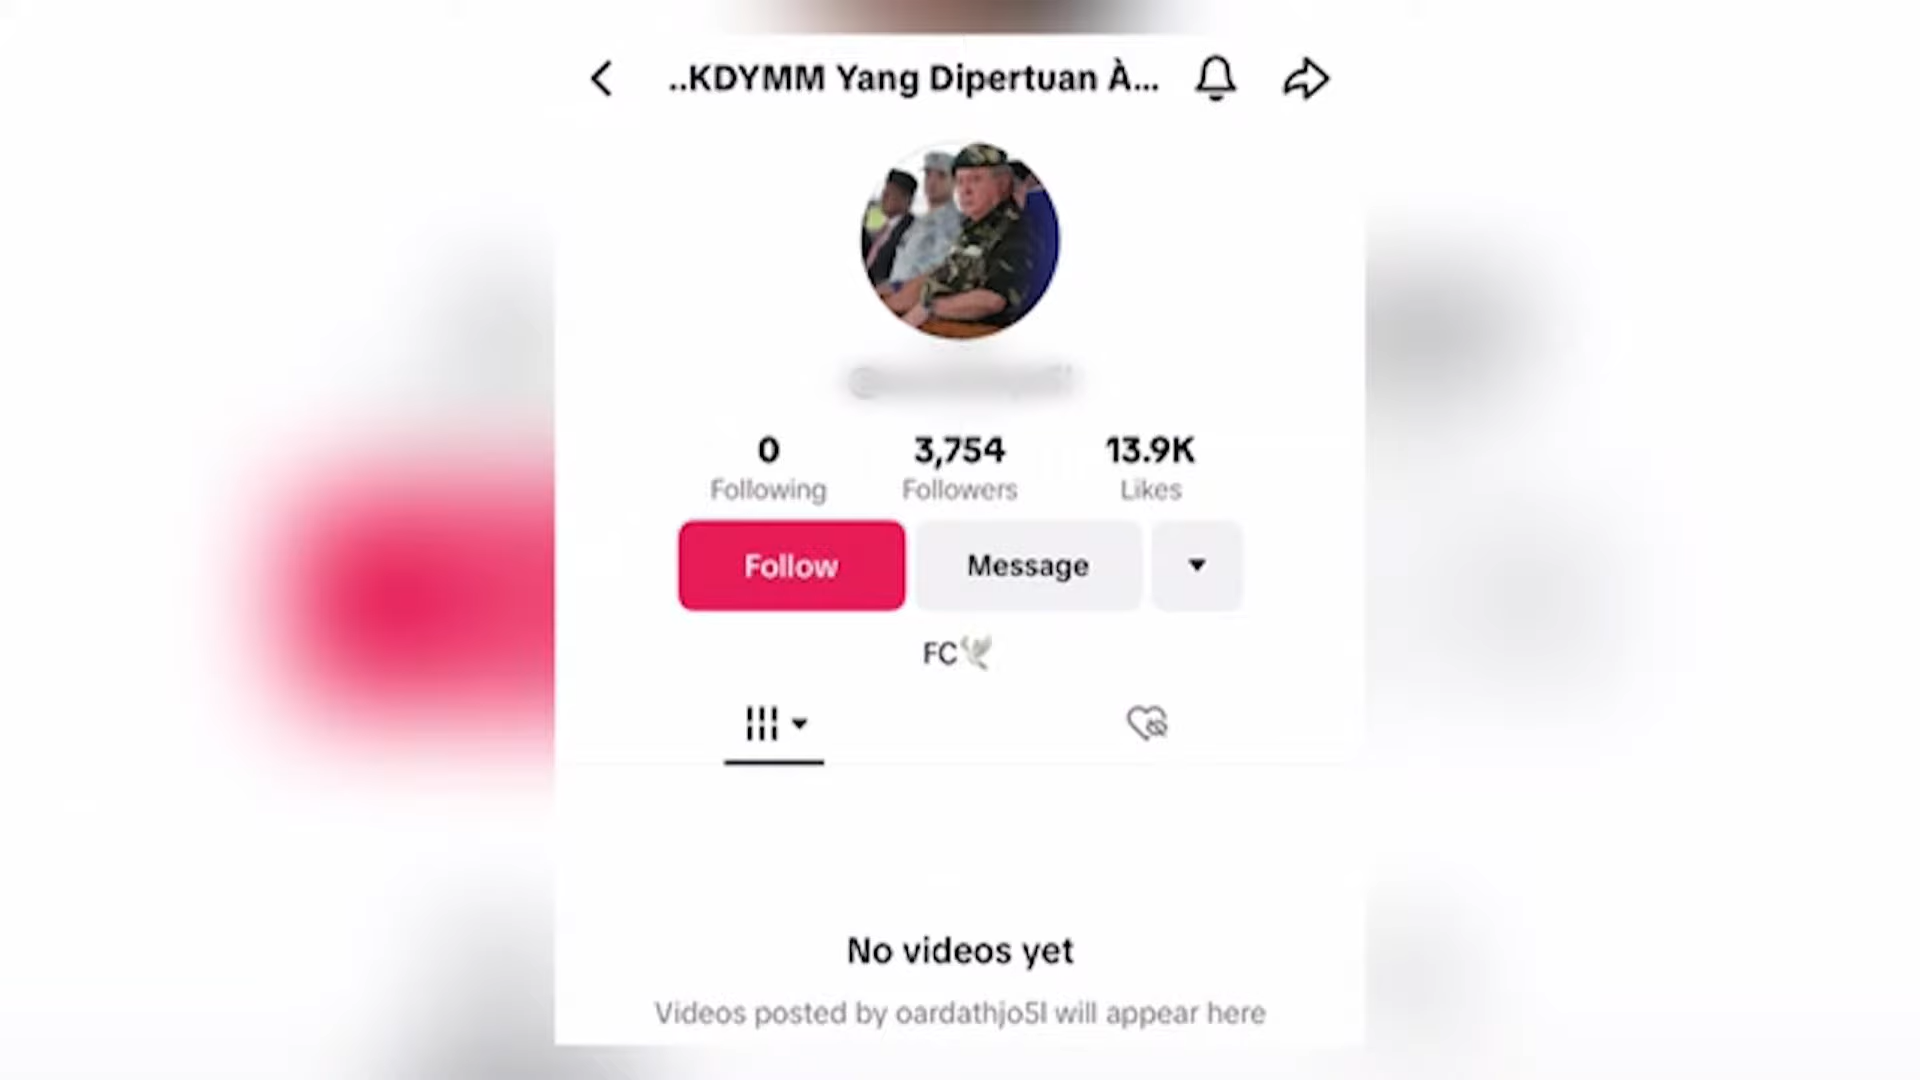 ..KDYMM Yang Dipertuan À...
0
Following
3,754
Followers
13.9K
Likes
Follow
Message
FC🕊
No videos yet
Videos posted by oardathjo5l will appear here